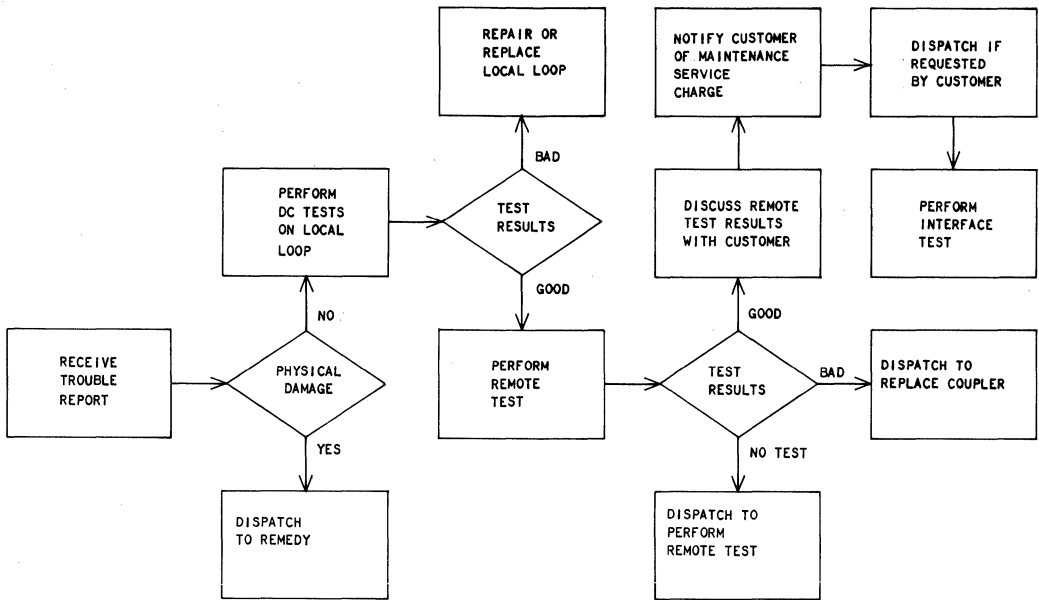 RECEIVE
TROUBLE
REPORT
PHYSICAL
DAMAGE
NO
YES
DISPATCH
TO REMEDY
PERFORM
DC TESTS
ON LOCAL
LOOP
TEST
RESULTS
BAD
REPAIR OR
REPLACE
LOCAL LOOP
GOOD
PERFORM
REMOTE
TEST
TEST
RESULTS
BAD
DISPATCH TO
REPLACE COUPLER
NO TEST
DISPATCH TO
PERFORM
REMOTE TEST
GOOD
DISCUSS REMOTE
TEST RESULTS
WITH CUSTOMER
NOTIFY CUSTOMER
OF MAINTENANCE
SERVICE
CHARGE
DISPATCH IF
REQUESTED
BY CUSTOMER
PERFORM
INTERFACE
TEST